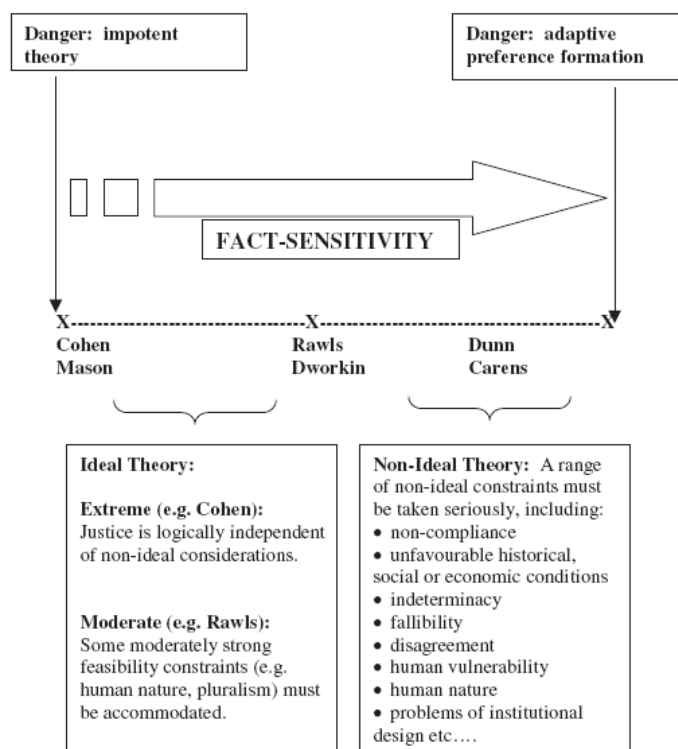 Danger: impotent
theory
Danger: adaptive
preference formation
FACT-SENSITIVITY
X-----------------------------------X------------------------------------------X
Cohen
Mason
Rawls
Dworkin
Dunn
Carens
Ideal Theory:
Extreme (e.g. Cohen):
Justice is logically independent
of non-ideal considerations.
Moderate (e.g. Rawls):
Some moderately strong
feasibility constraints (e.g.
human nature, pluralism) must
be accommodated.
Non-Ideal Theory: A range
of non-ideal constraints must
be taken seriously, including:
• non-compliance
• unfavourable historical,
social or economic conditions
• indeterminacy
• fallibility
• disagreement
• human vulnerability
• human nature
• problems of institutional
design etc….